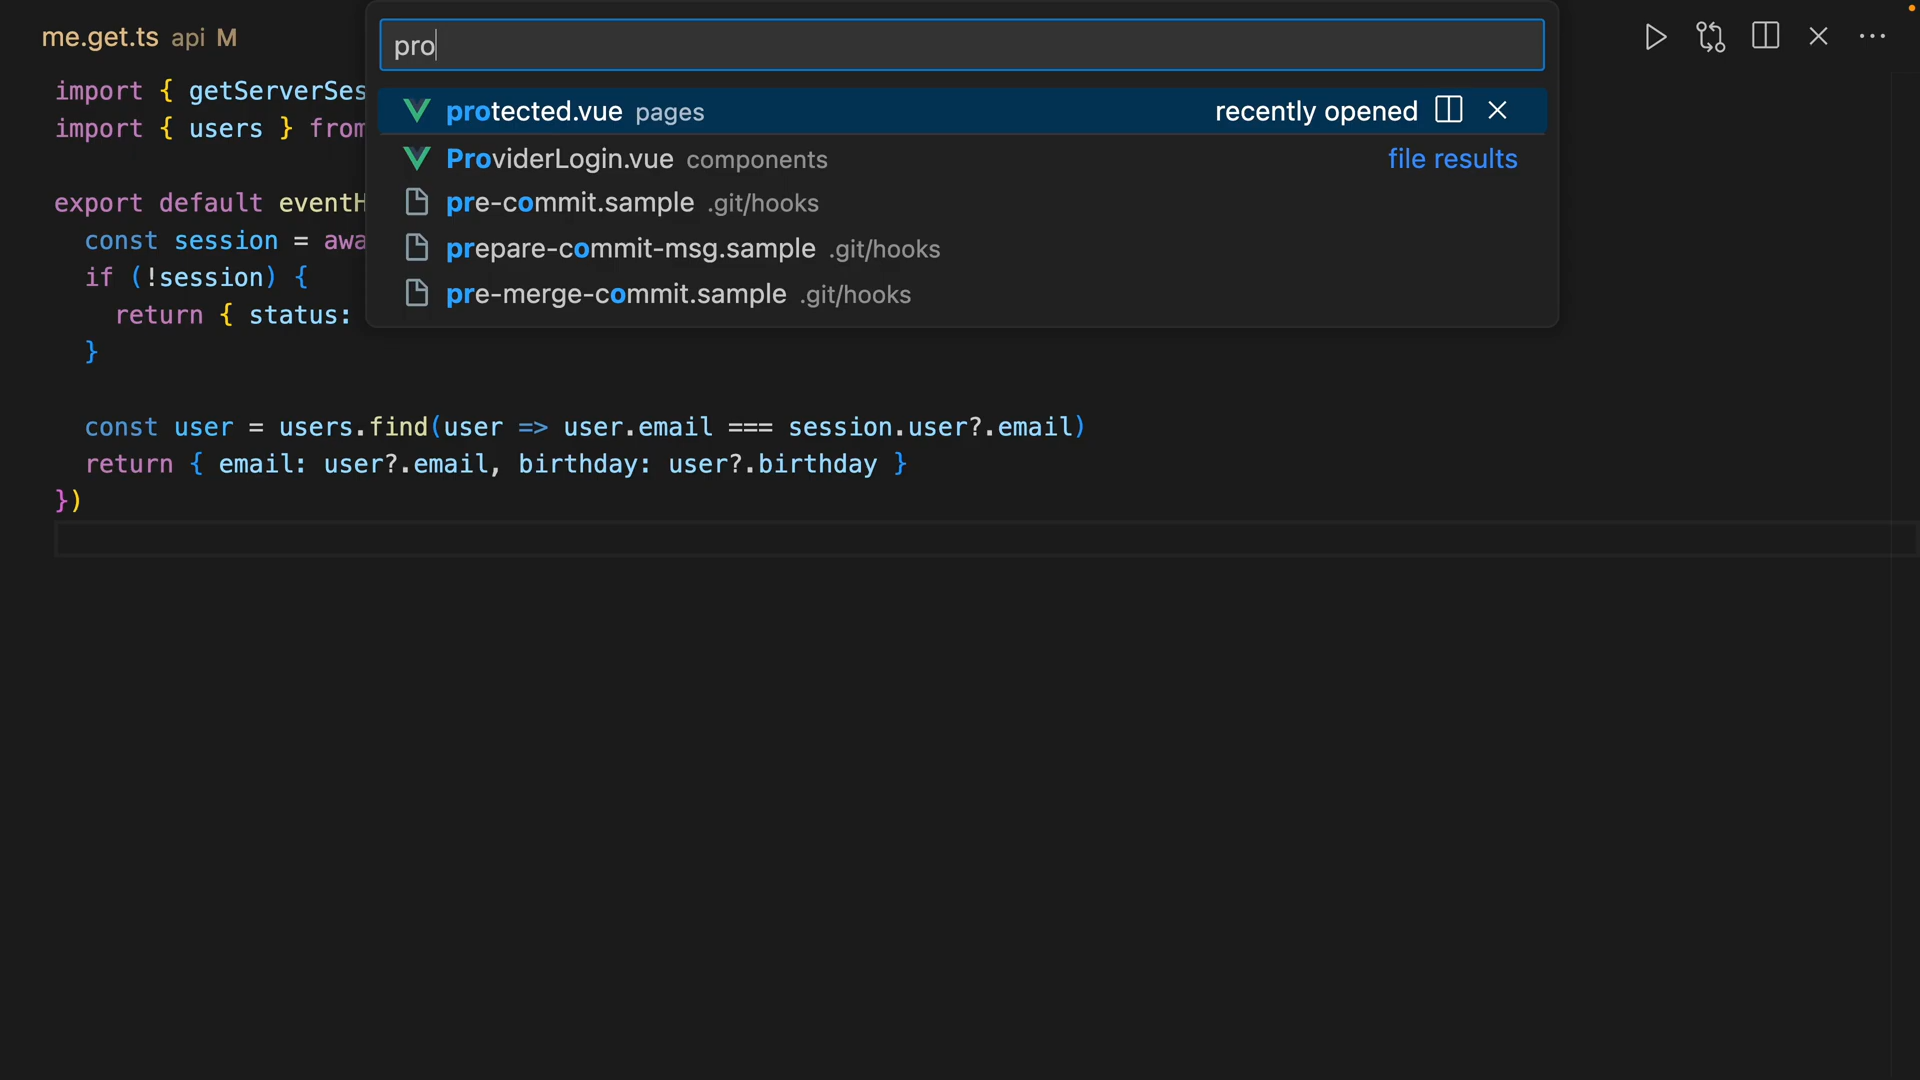 me.get.ts api M
pro
import { getServerSes
import { users } from
protected.vue pages recently opened
ProviderLogin.vue components file results
pre-commit.sample .git/hooks
prepare-commit-msg.sample .git/hooks
pre-merge-commit.sample .git/hooks
export default eventH
const session = awa
if (!session) {
return { status:
}
const user = users.find(user => user.email === session.user?.email)
return { email: user?.email, birthday: user?.birthday }
})